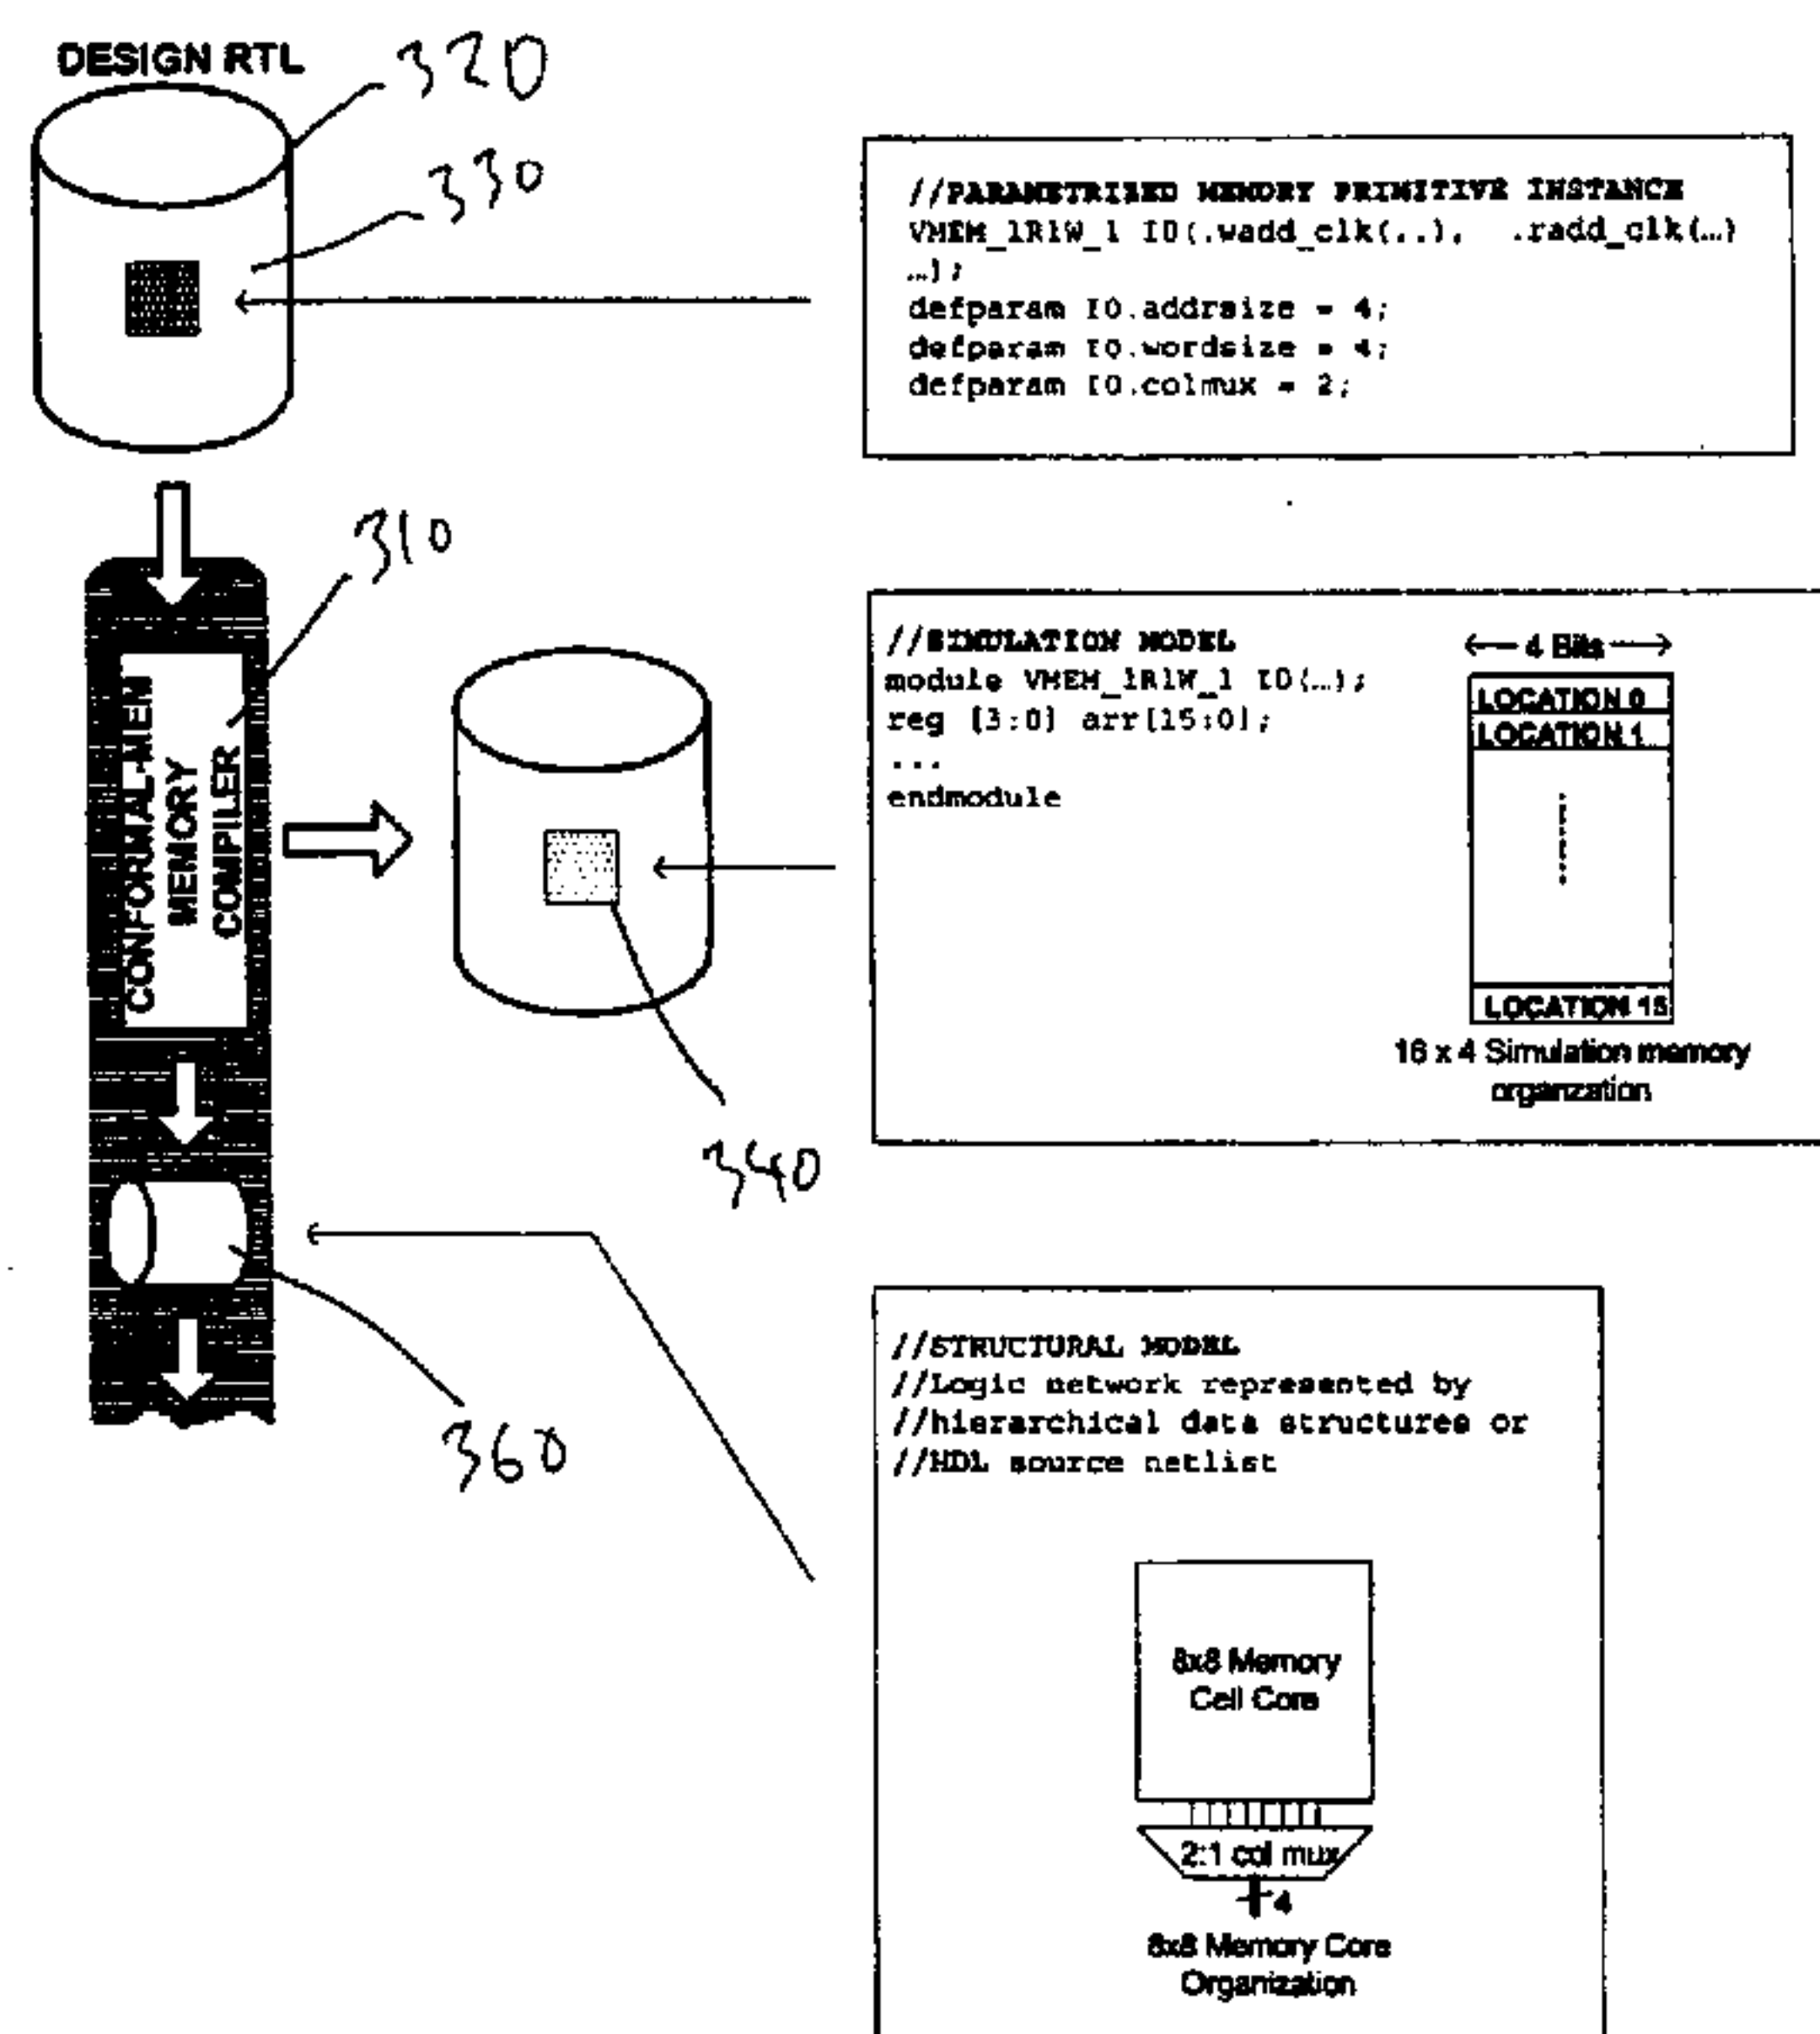 DESIGN RTL
320
330
//PARAMETRIZED MEMORY PRIMITIVE INSTANCE
VMEM_1R1W_1 I0(.wadd_clk(..), .radd_clk(…)
…);
defparam I0.addrsize = 4;
defparam I0.wordsize = 4;
defparam I0.colmux = 2;
310
CONFORMAL-MEM
MEMORY
COMPILER
//SIMULATION MODEL
module VMEM_1R1W_1 I0(…);
reg [3:0] arr[15:0];
...
endmodule
4 Bits
LOCATION 0
LOCATION 1
LOCATION 15
16 x 4 Simulation memory
organzation
340
360
//STRUCTURAL MODEL
//Logic network represented by
//hierarchical data structures or
//HDL source netlist
8x8 Memory
Cell Core
2:1 col mux
4
8x8 Memory Core
Organization